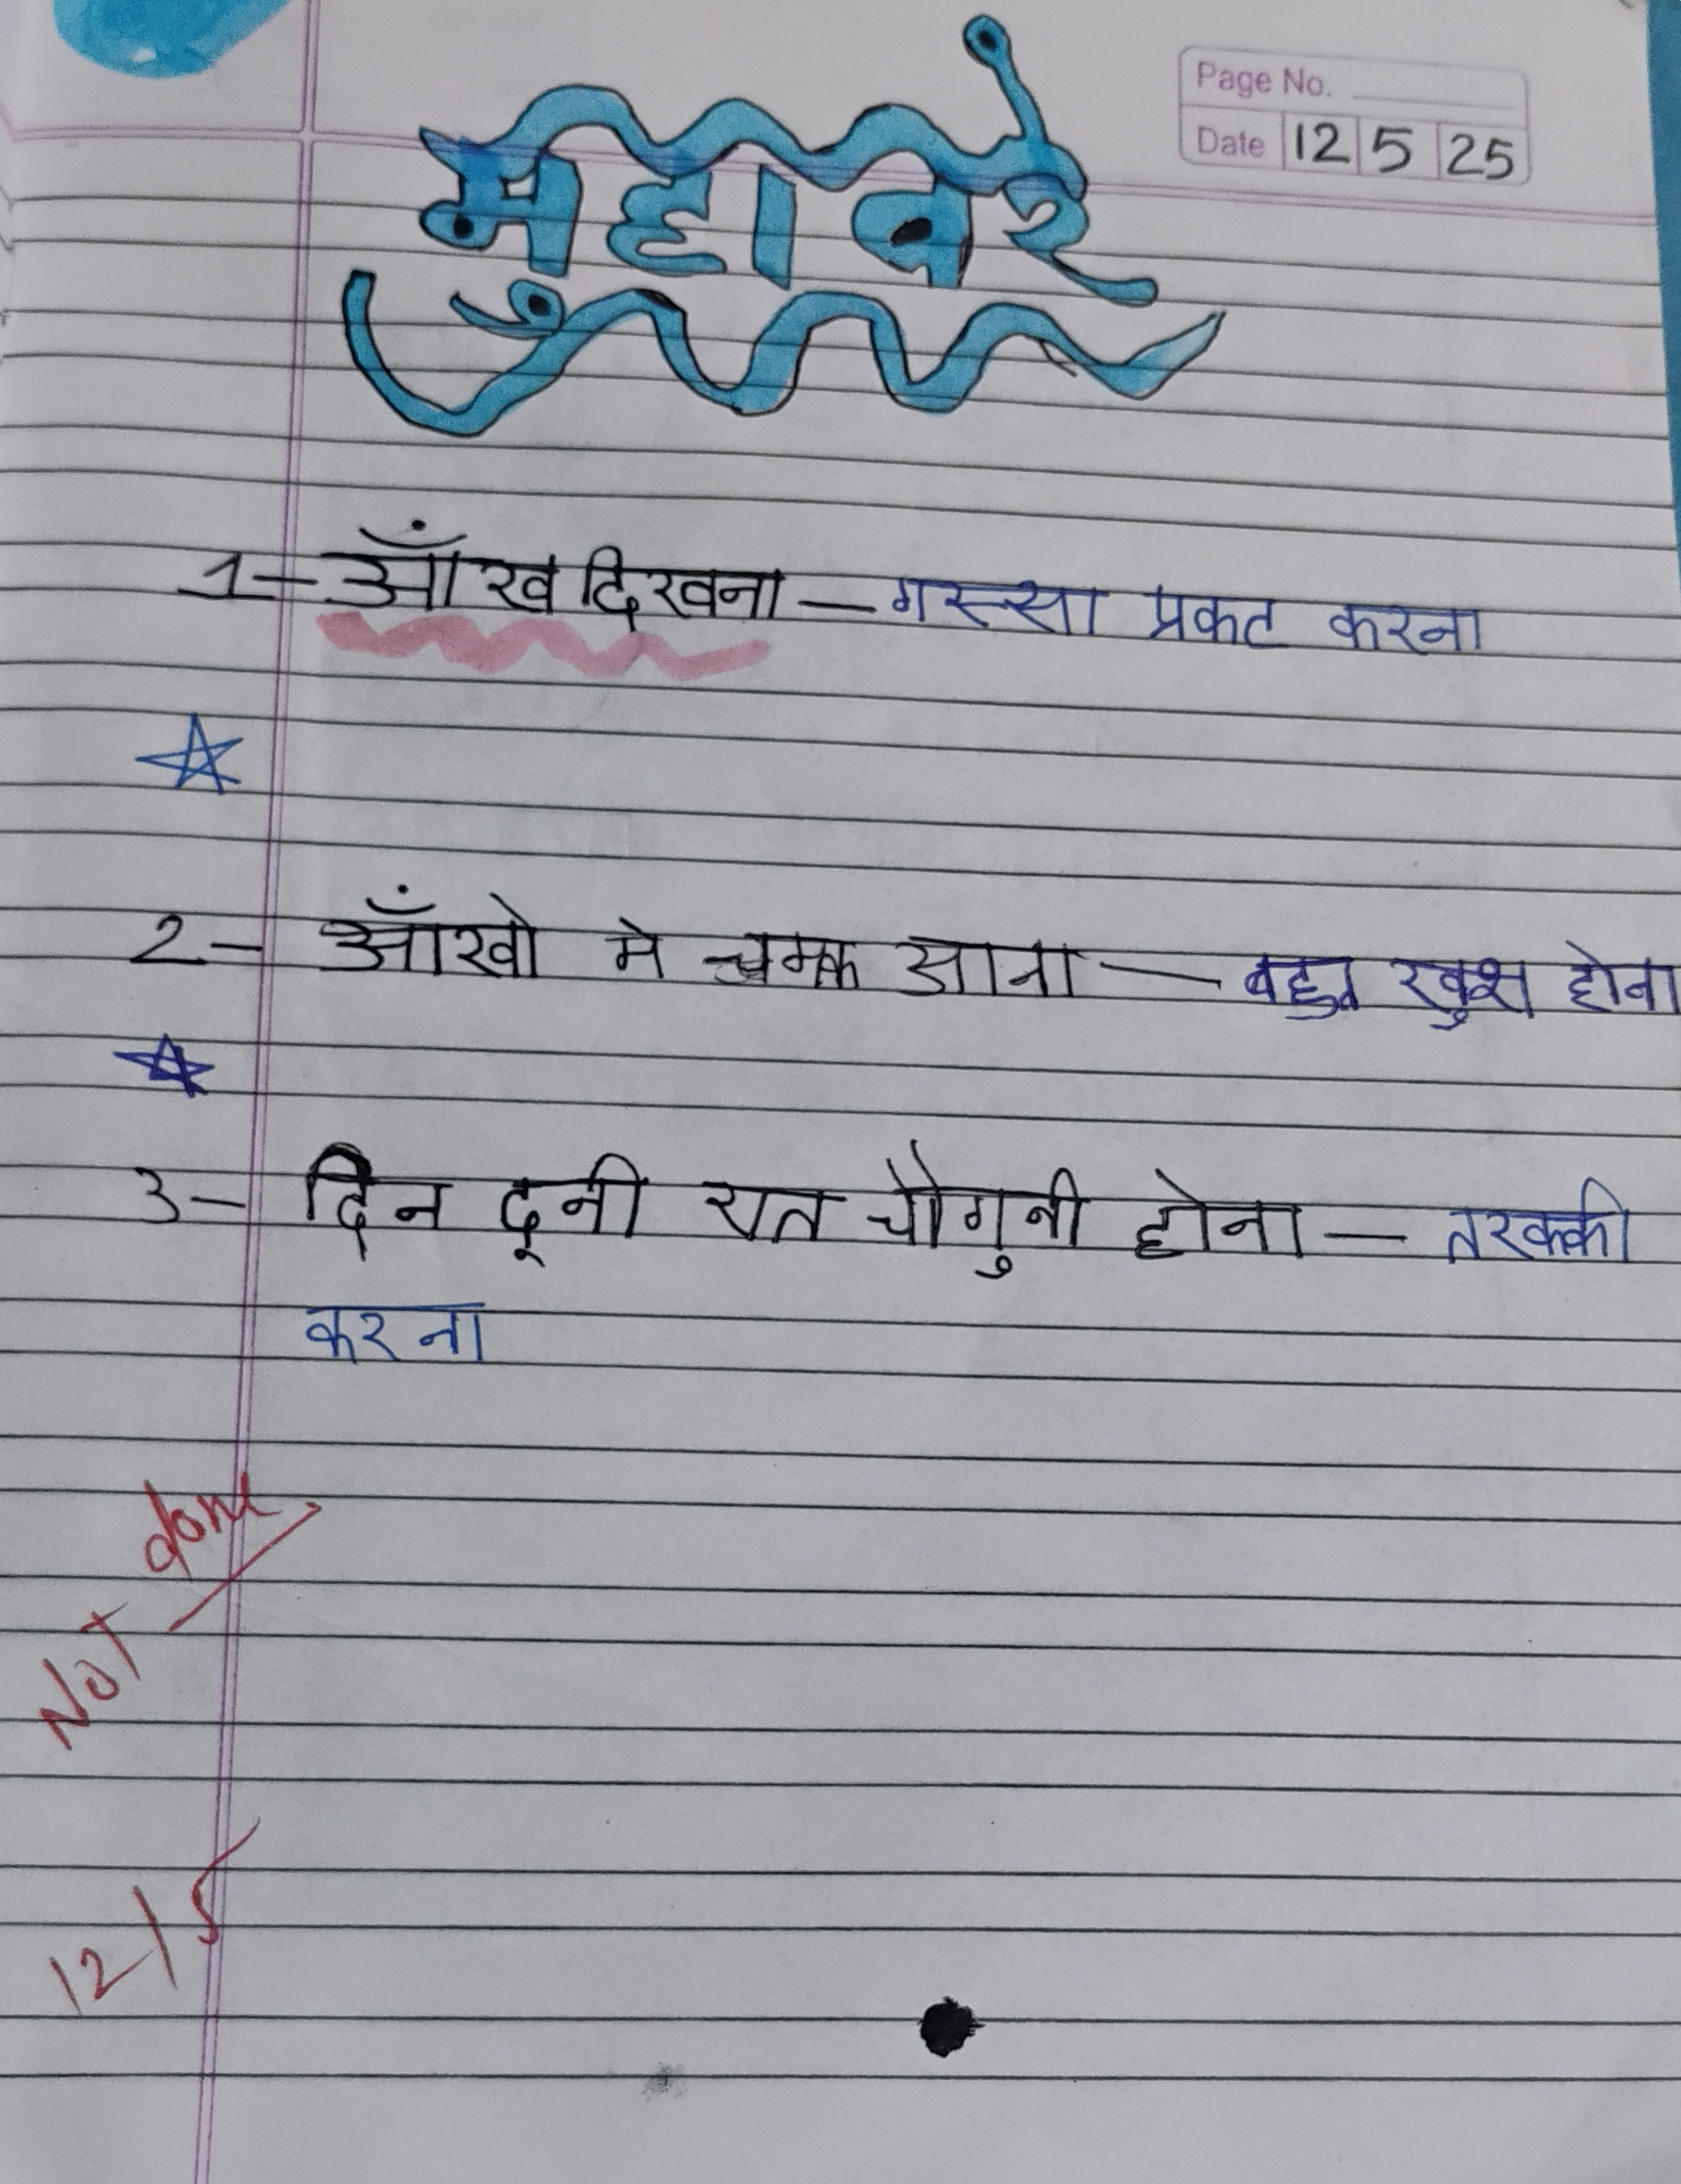 Page No.
Date 12 5 25
मुहावरे
1- आँख दिखना — गस्सा प्रकट करना
2- आँखो मे चमक आना — बहुत खुश होना
3- दिन दूनी रात चौगुनी होना — तरक्की
करना
NOT done
12/5